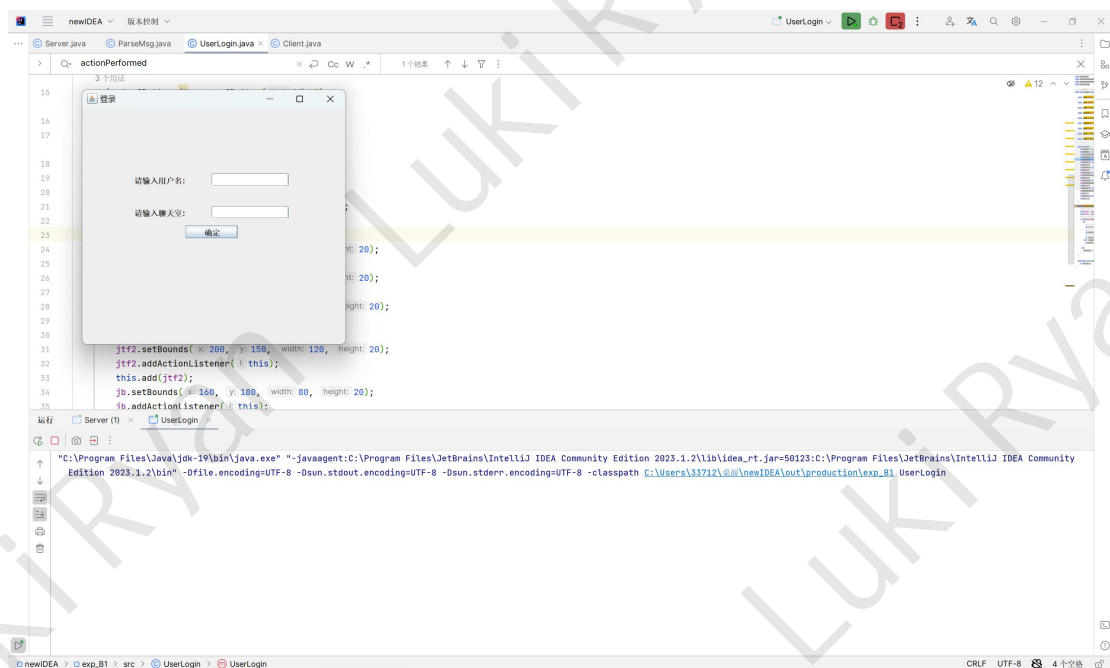 newIDEA 版本控制 UserLogin
Server.java ParseMsg.java UserLogin.java Client.java
actionPerformed Cc W .* 1个结果
3 个用法
12
登录
请输入用户名:
请输入聊天室:
确定
15
16
17
18
19
20
21
22
23
24 ht: 20);
25
26 ht: 20);
27
28 eight: 20);
29
30
31 jtf2.setBounds( x: 200, y: 150, width: 120, height: 20);
32 jtf2.addActionListener( l: this);
33 this.add(jtf2);
34 jb.setBounds( x: 160, y: 180, width: 80, height: 20);
35 jb.addActionListener( l: this);
运行 Server (1) UserLogin
"C:\Program Files\Java\jdk-19\bin\java.exe" "-javaagent:C:\Program Files\JetBrains\IntelliJ IDEA Community Edition 2023.1.2\lib\idea_rt.jar=50123:C:\Program Files\JetBrains\IntelliJ IDEA Community
Edition 2023.1.2\bin" -Dfile.encoding=UTF-8 -Dsun.stdout.encoding=UTF-8 -Dsun.stderr.encoding=UTF-8 -classpath C:\Users\33712\桌面\newIDEA\out\production\exp_B1 UserLogin
newIDEA > exp_B1 > src > UserLogin > UserLogin CRLF UTF-8 4 个空格
Luki Ryan